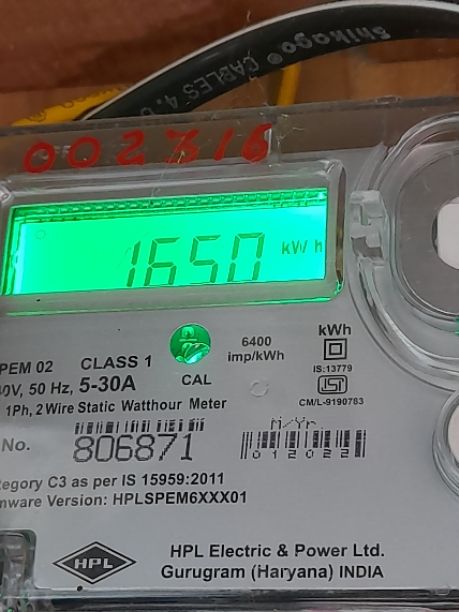 Shikago® CABLES 4.0
002316
1650 kWh
6400
imp/kWh
kWh
PEM 02 CLASS 1
IS:13779
0V, 50 Hz, 5-30A
CAL
ISI
CM/L-9190783
1Ph, 2 Wire Static Watthour Meter
M/Yr
No. 806871
012022
tegory C3 as per IS 15959:2011
mware Version: HPLSPEM6XXX01
HPL
HPL Electric & Power Ltd.
Gurugram (Haryana) INDIA